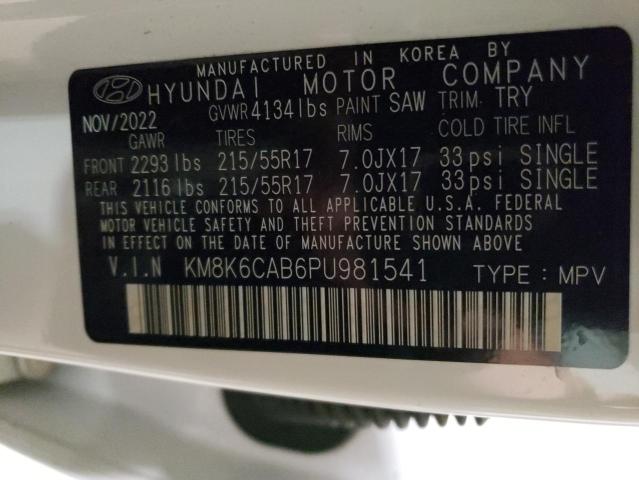 MANUFACTURED IN KOREA BY
HYUNDAI MOTOR COMPANY
NOV/2022 GVWR 4134 lbs PAINT SAW TRIM. TRY
GAWR TIRES RIMS COLD TIRE INFL
FRONT 2293 lbs 215/55R17 7.0JX17 33 psi SINGLE
REAR 2116 lbs 215/55R17 7.0JX17 33 psi SINGLE
THIS VEHICLE CONFORMS TO ALL APPLICABLE U.S.A. FEDERAL
MOTOR VEHICLE SAFETY AND THEFT PREVENTION STANDARDS
IN EFFECT ON THE DATE OF MANUFACTURE SHOWN ABOVE
V.I.N KM8K6CAB6PU981541 TYPE: MPV